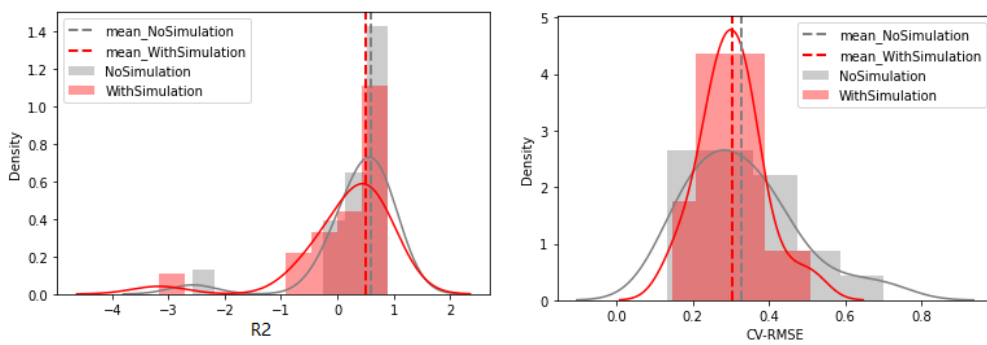 Density
1.4
1.2
1.0
0.8
0.6
0.4
0.2
0.0
mean_NoSimulation
mean_WithSimulation
NoSimulation
WithSimulation
−4 −3 −2 −1 0 1 2
R2
Density
5
4
3
2
1
0
mean_NoSimulation
mean_WithSimulation
NoSimulation
WithSimulation
0.0 0.2 0.4 0.6 0.8
CV-RMSE